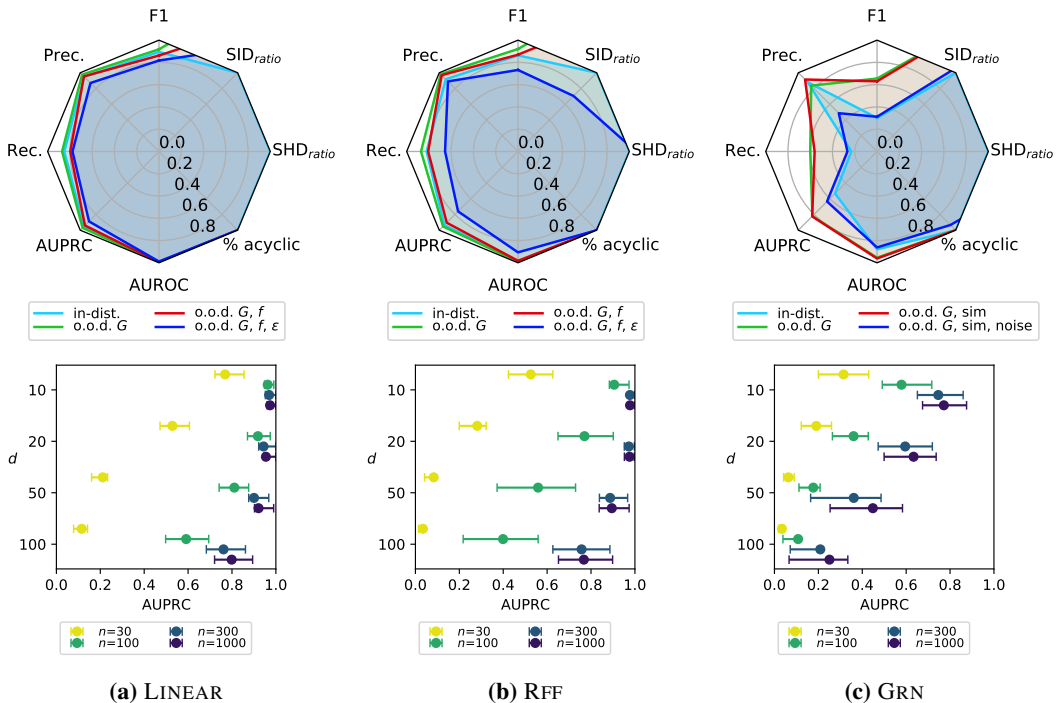 F1
Prec.
SID_ratio
Rec.
0.0
0.2
0.4
0.6
0.8
SHD_ratio
AUPRC
% acyclic
AUROC
in-dist.
o.o.d. G
o.o.d. G, f
o.o.d. G, f, ε
F1
Prec.
SID_ratio
Rec.
0.0
0.2
0.4
0.6
0.8
SHD_ratio
AUPRC
% acyclic
AUROC
in-dist.
o.o.d. G
o.o.d. G, f
o.o.d. G, f, ε
F1
Prec.
SID_ratio
Rec.
0.0
0.2
0.4
0.6
0.8
SHD_ratio
AUPRC
% acyclic
AUROC
in-dist.
o.o.d. G
o.o.d. G, sim
o.o.d. G, sim, noise
10
20
d
50
100
0.0 0.2 0.4 0.6 0.8 1.0
AUPRC
n=30
n=100
n=300
n=1000
10
20
d
50
100
0.0 0.2 0.4 0.6 0.8 1.0
AUPRC
n=30
n=100
n=300
n=1000
10
20
d
50
100
0.0 0.2 0.4 0.6 0.8 1.0
AUPRC
n=30
n=100
n=300
n=1000
(a) LINEAR
(b) RFF
(c) GRN